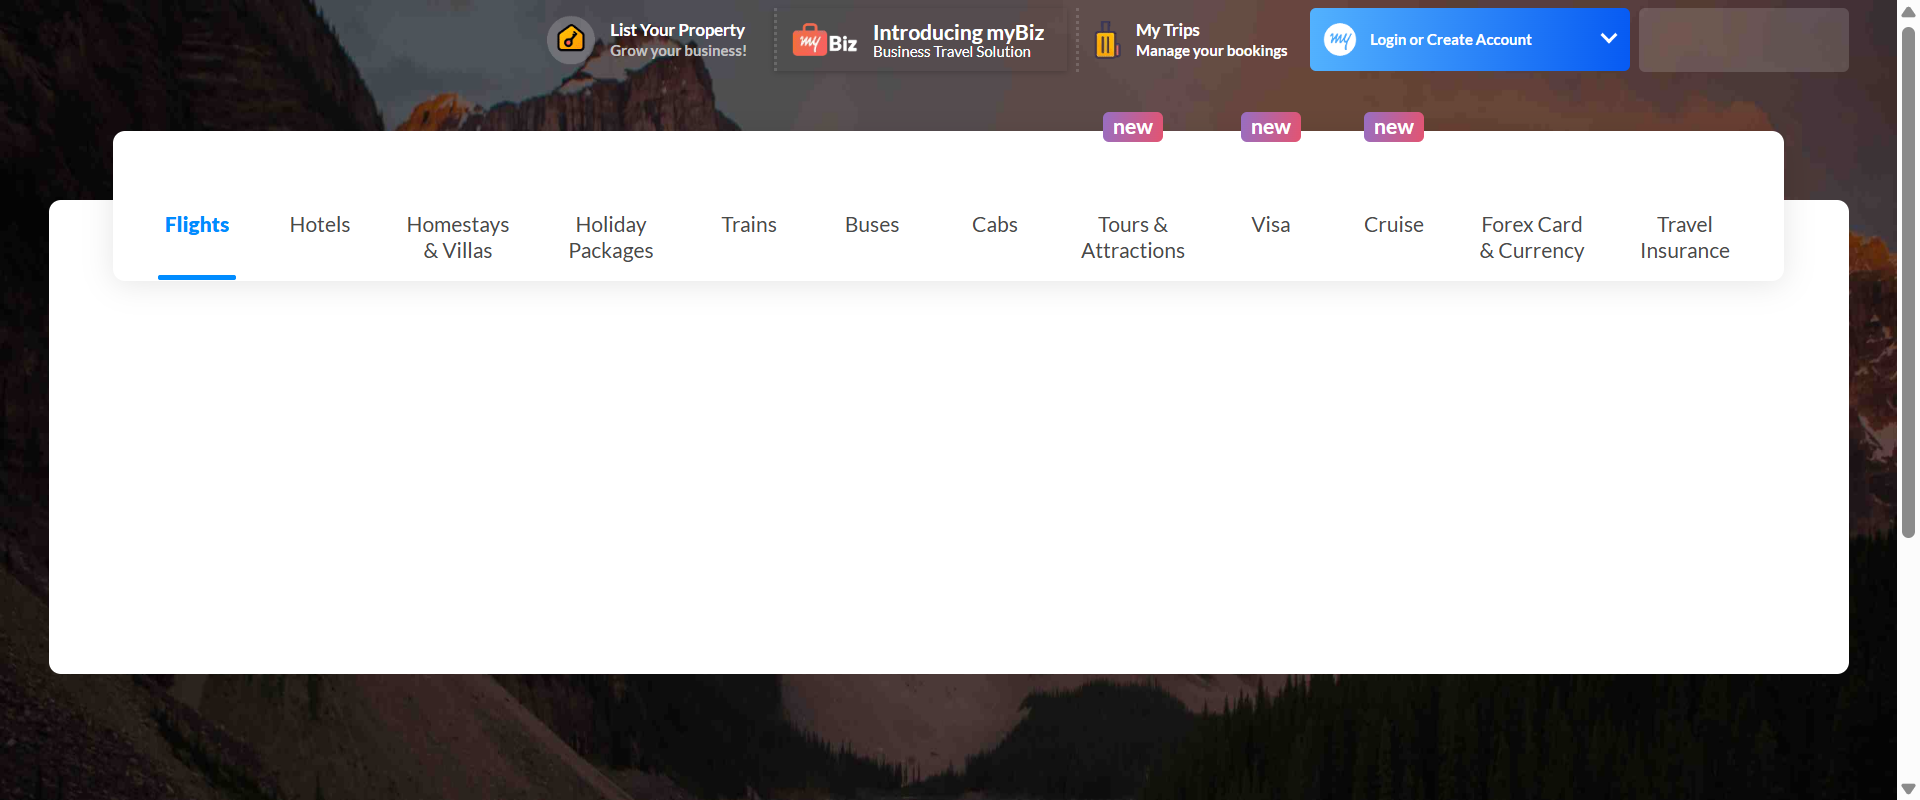 List Your Property
Grow your business!
my Biz
Introducing myBiz
Business Travel Solution
My Trips
Manage your bookings
my
Login or Create Account
new
new
new
Flights
Hotels
Homestays
& Villas
Holiday
Packages
Trains
Buses
Cabs
Tours &
Attractions
Visa
Cruise
Forex Card
& Currency
Travel
Insurance